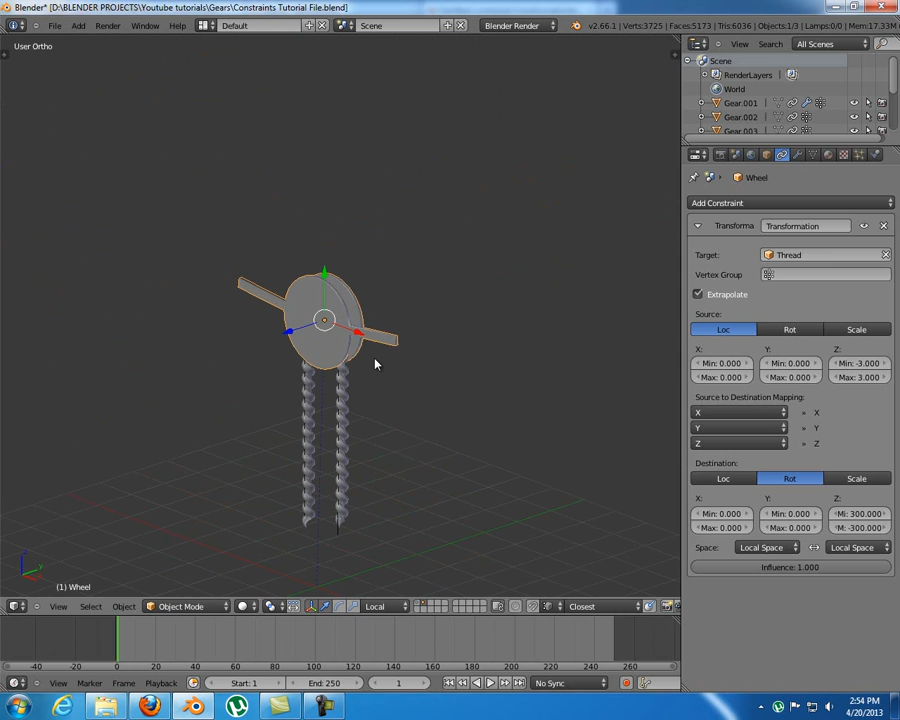 Blender* [D:\BLENDER PROJECTS\Youtube tutorials\Gears\Constraints Tutorial File.blend]
File Add Render Window Help Default Scene Blender Render v2.66.1 Verts:3725 | Faces:5173 | Tris:6036 | Objects:1/3 | Lamps:0/0 | Mem:17.33M
User Ortho
View Search All Scenes
Scene
RenderLayers
World
Gear.001
Gear.002
Gear.003
Wheel
Add Constraint
Transforma Transformation
Target: Thread
Vertex Group
Extrapolate
Source:
Loc Rot Scale
X: Y: Z:
Min: 0.000 Min: 0.000 Min: -3.000
Max: 0.000 Max: 0.000 Max: 3.000
Source to Destination Mapping:
X » X
Y » Y
Z » Z
Destination:
Loc Rot Scale
X: Y: Z:
Min: 0.000 Min: 0.000 Mi: 300.000
Max: 0.000 Max: 0.000 M: -300.000
Space: Local Space Local Space
Influence: 1.000
z
y
(1) Wheel
View Select Object Object Mode Local Closest
-40 -20 0 20 40 60 80 100 120 140 160 180 200 220 240 260
View Marker Frame Playback Start: 1 End: 250 1 No Sync
2:54 PM
4/20/2013